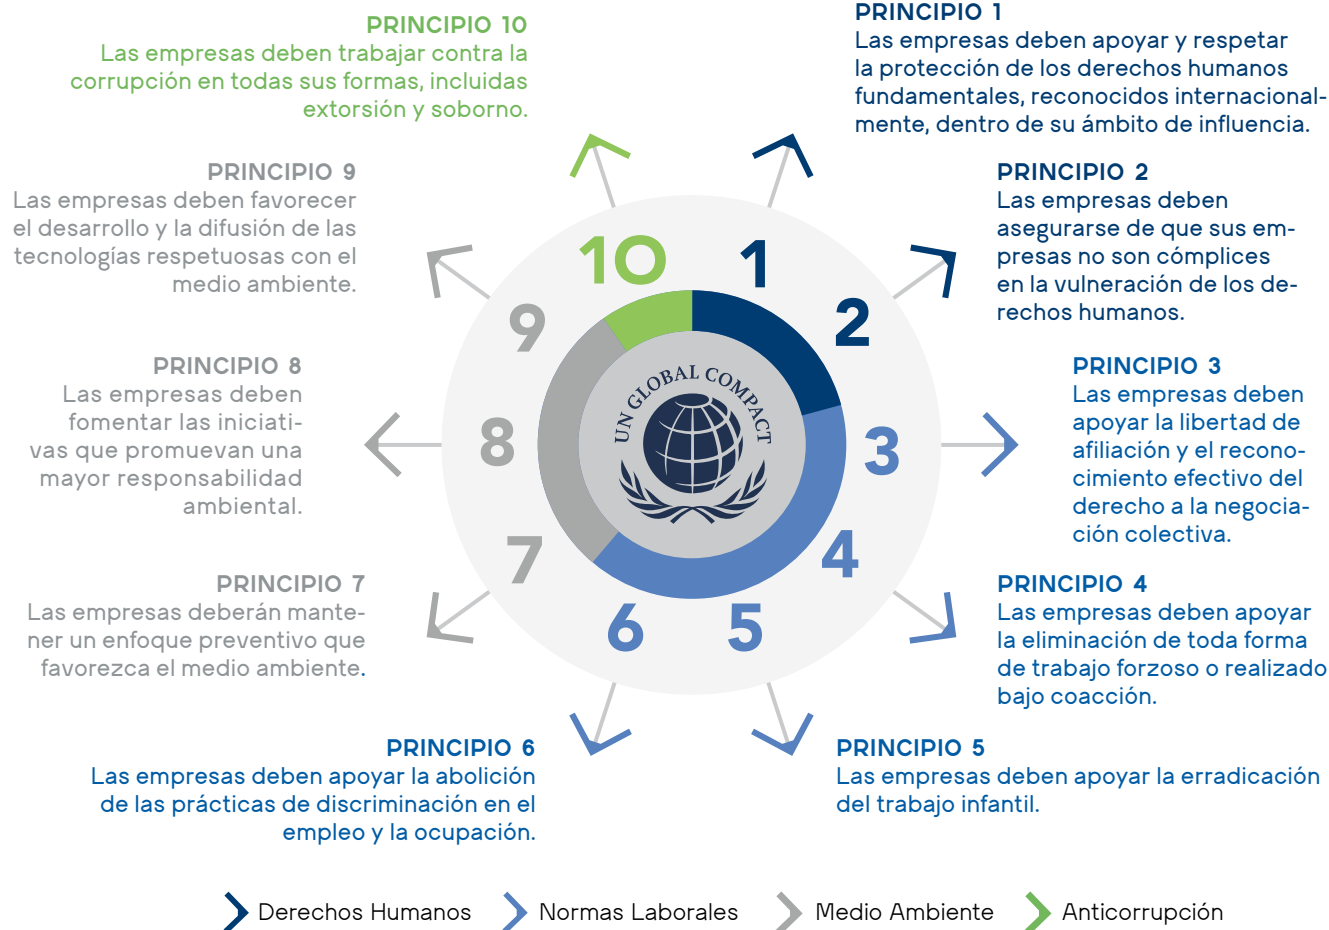 PRINCIPIO 10
Las empresas deben trabajar contra la
corrupción en todas sus formas, incluidas
extorsión y soborno.
PRINCIPIO 1
Las empresas deben apoyar y respetar
la protección de los derechos humanos
fundamentales, reconocidos internacional-
mente, dentro de su ámbito de influencia.
PRINCIPIO 9
Las empresas deben favorecer
el desarrollo y la difusión de las
tecnologías respetuosas con el
medio ambiente.
PRINCIPIO 2
Las empresas deben
asegurarse de que sus em-
presas no son cómplices
en la vulneración de los de-
rechos humanos.
PRINCIPIO 8
Las empresas deben
fomentar las iniciati-
vas que promuevan una
mayor responsabilidad
ambiental.
PRINCIPIO 3
Las empresas deben
apoyar la libertad de
afiliación y el recono-
cimiento efectivo del
derecho a la negocia-
ción colectiva.
PRINCIPIO 7
Las empresas deberán mante-
ner un enfoque preventivo que
favorezca el medio ambiente.
PRINCIPIO 4
Las empresas deben apoyar
la eliminación de toda forma
de trabajo forzoso o realizado
bajo coacción.
PRINCIPIO 6
Las empresas deben apoyar la abolición
de las prácticas de discriminación en el
empleo y la ocupación.
PRINCIPIO 5
Las empresas deben apoyar la erradicación
del trabajo infantil.
10
1
9
2
8
3
7
4
6
5
UN GLOBAL COMPACT
Derechos Humanos
Normas Laborales
Medio Ambiente
Anticorrupción